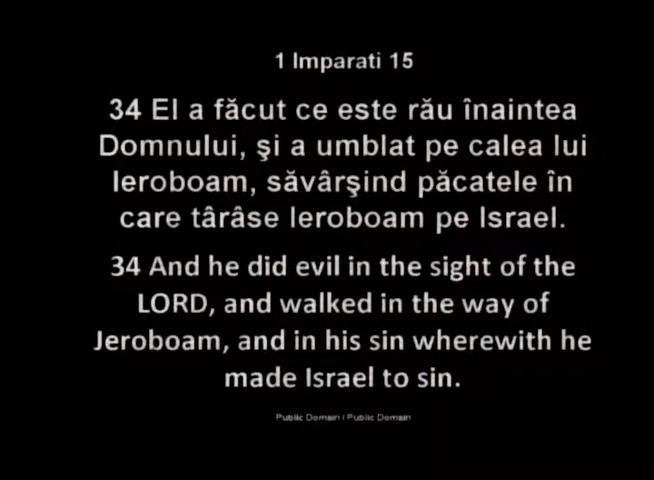 1 Imparati 15
34 El a făcut ce este rău înaintea
Domnului, şi a umblat pe calea lui
Ieroboam, săvârşind păcatele în
care târâse Ieroboam pe Israel.
34 And he did evil in the sight of the
LORD, and walked in the way of
Jeroboam, and in his sin wherewith he
made Israel to sin.
Public Domain / Public Domain